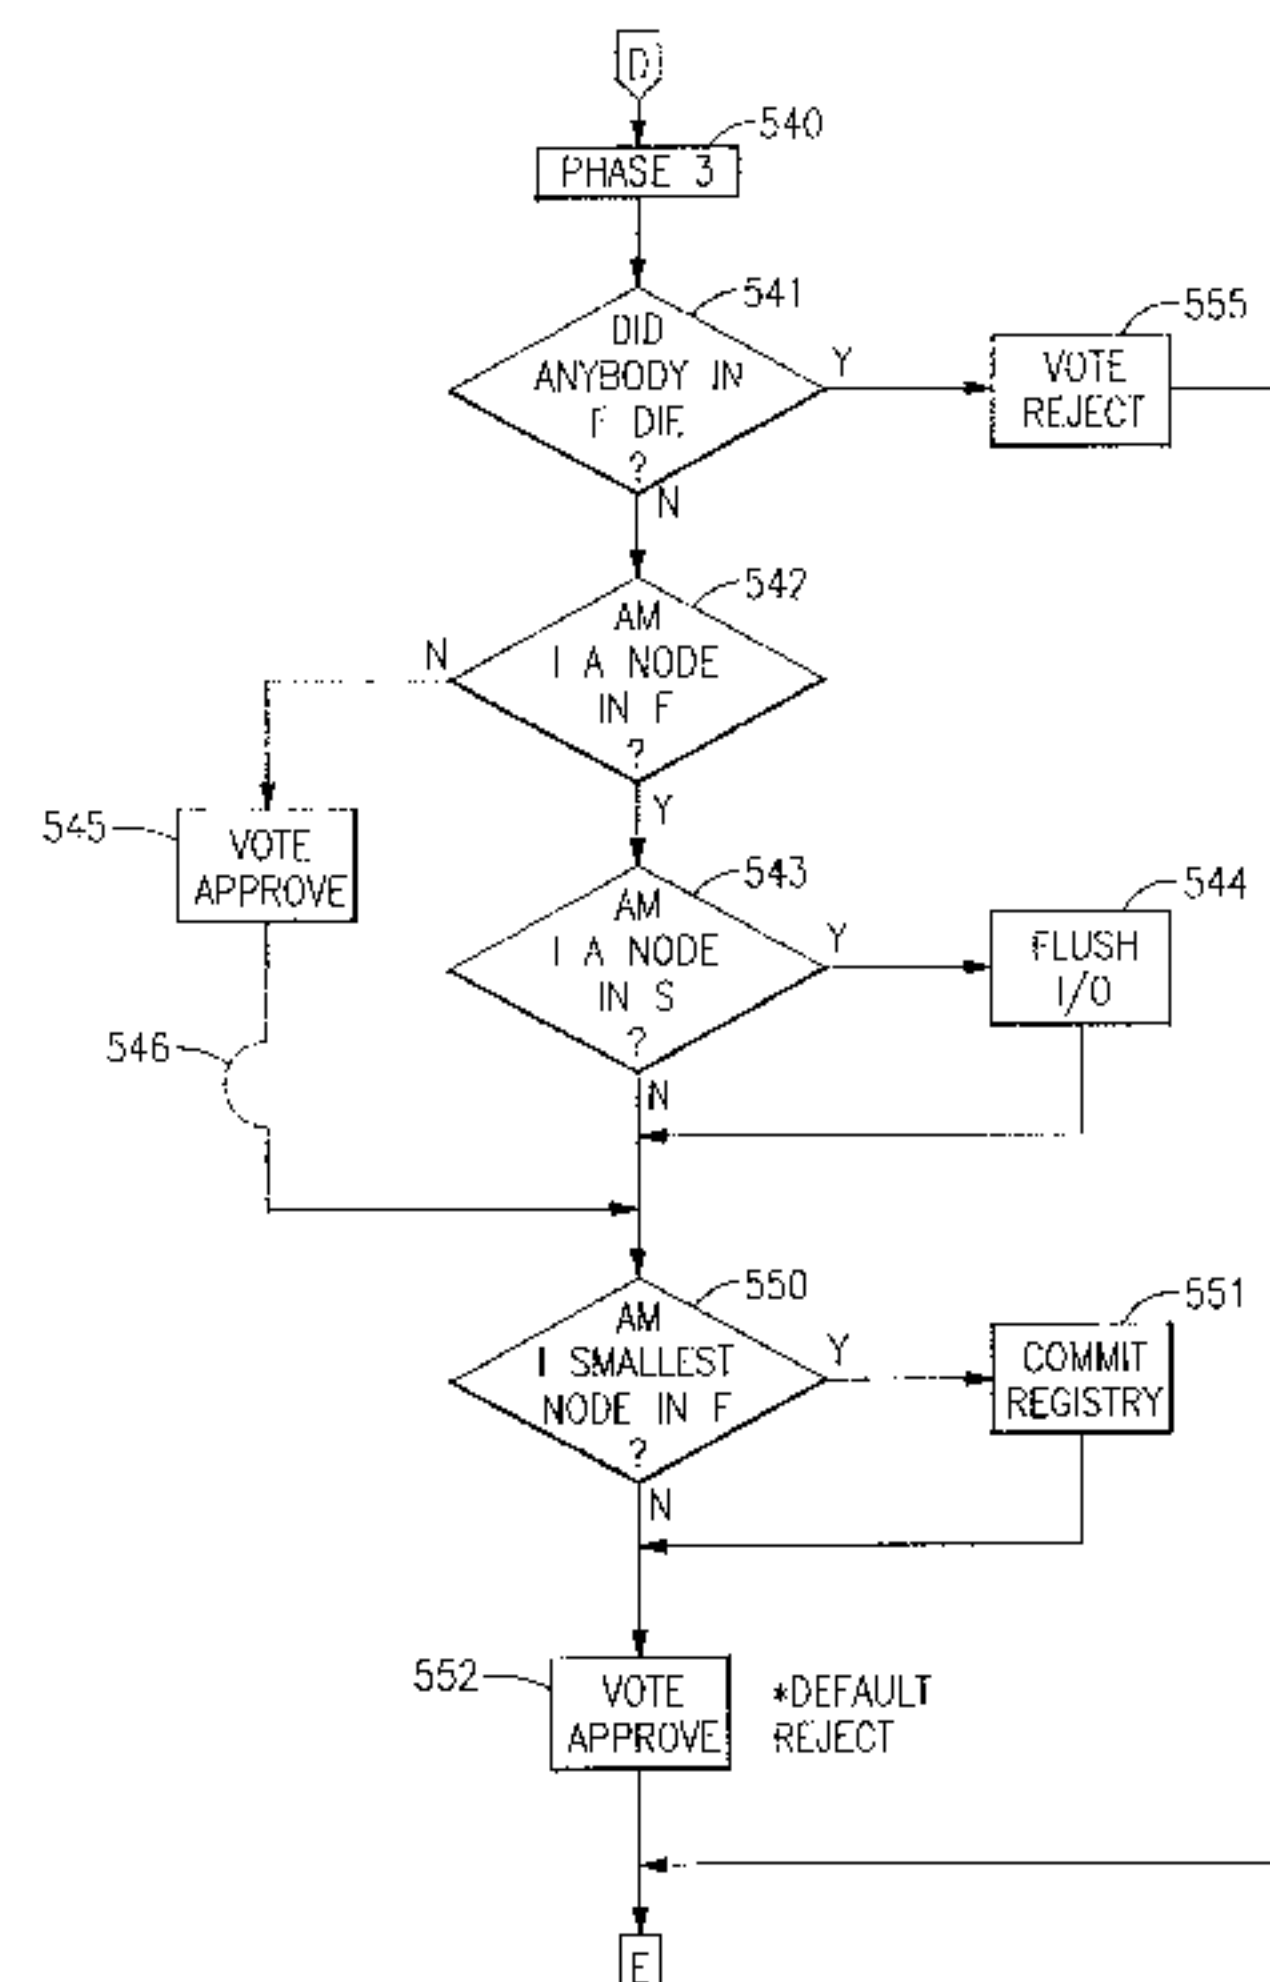 D
540
PHASE 3
541
DID
ANYBODY IN
F DIE
?
Y
555
VOTE
REJECT
N
542
AM
I A NODE
IN F
?
N
Y
545
VOTE
APPROVE
543
AM
I A NODE
IN S
?
Y
544
FLUSH
I/O
546
N
550
AM
I SMALLEST
NODE IN F
?
Y
551
COMMIT
REGISTRY
N
552
VOTE
APPROVE
*DEFAULT
REJECT
E